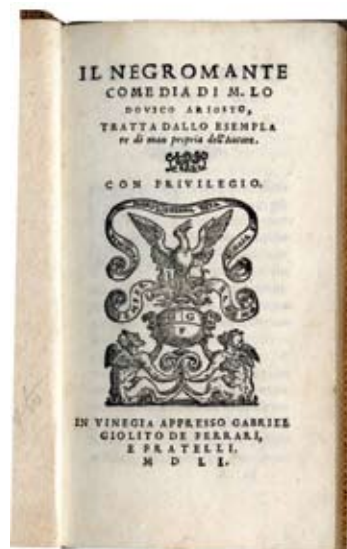 IL NEGROMANTE
COMEDIA DI M. LO
DOVICO ARIOSTO,
TRATTA DALLO ESEMPLA
re di man propria dell'Autore.
CON PRIVILEGIO.
G
F
IN VINEGIA APPRESSO GABRIEL
GIOLITO DE FERRARI,
E FRATELLI.
M D L I.